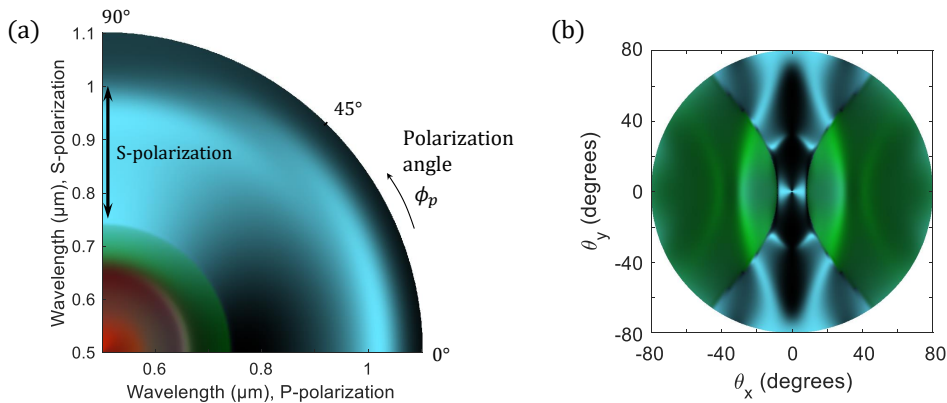 (a)
90°
1.1
1
0.9
0.8
0.7
0.6
0.5
Wavelength (μm), S-polarization
S-polarization
45°
Polarization
angle
ϕp
0°
0.6
0.8
1
Wavelength (μm), P-polarization
(b)
80
40
0
-40
-80
θy (degrees)
-80
-40
0
40
80
θx (degrees)